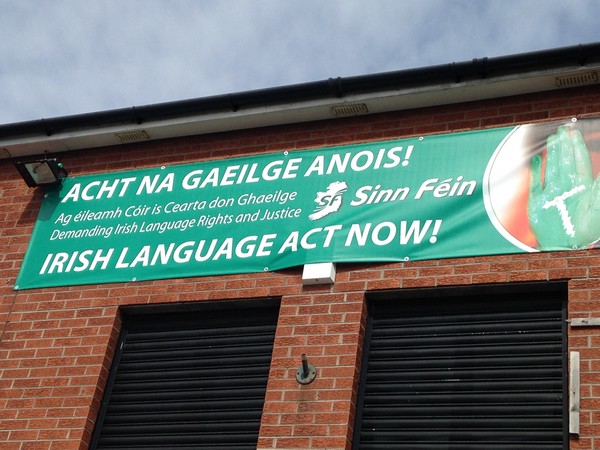 ACHT NA GAEILGE ANOIS!
Ag éileamh Cóir is Cearta don Ghaeilge
Demanding Irish Language Rights and Justice
SF Sinn Féin
IRISH LANGUAGE ACT NOW!